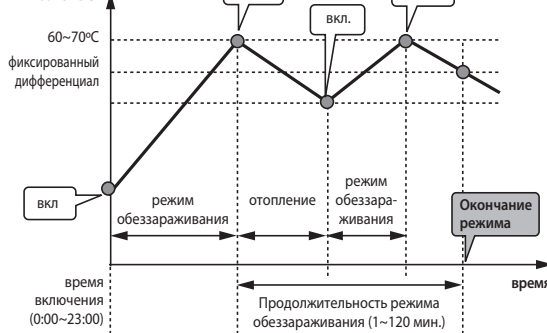 60~70ºC
фиксированный
дифференциал
вкл.
вкл
режим
обеззараживания
отопление
режим
обеззара-
живания
Окончание
режима
время
время
включения
(0:00~23:00)
Продолжительность режима
обеззараживания (1~120 мин.)